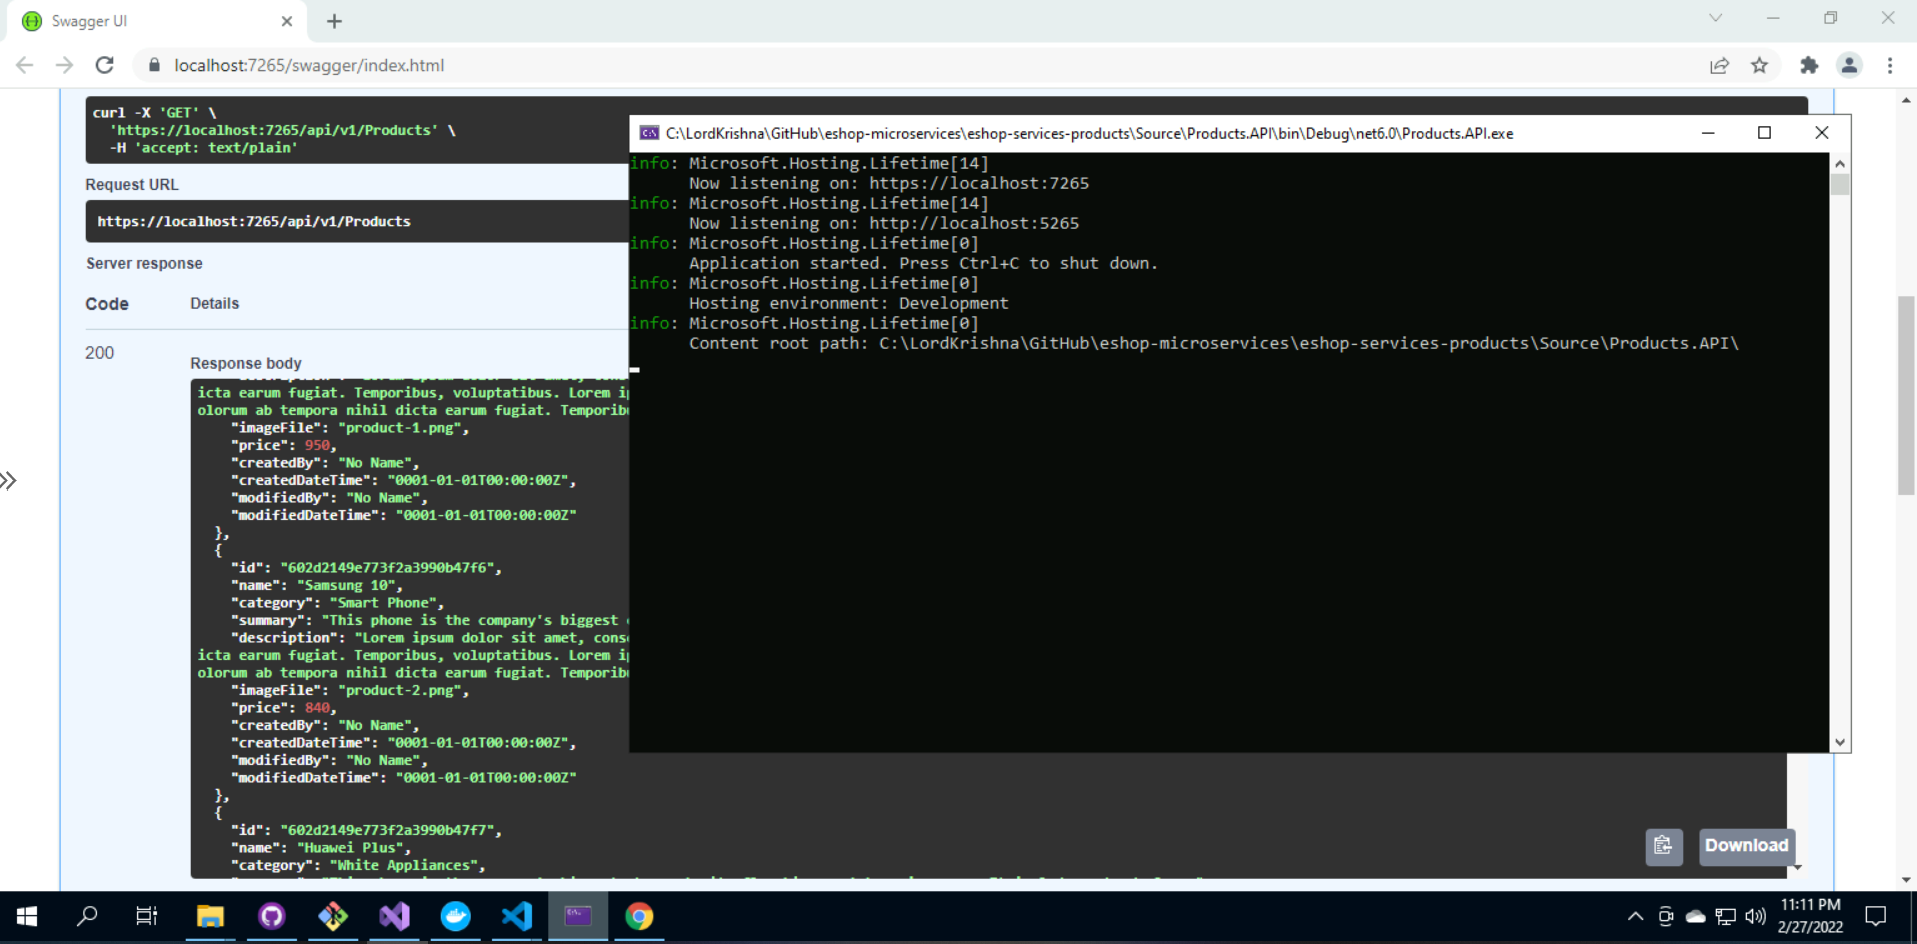 Swagger UI
localhost:7265/swagger/index.html
curl -X 'GET' \
'https://localhost:7265/api/v1/Products' \
-H 'accept: text/plain'
Request URL
https://localhost:7265/api/v1/Products
Server response
Code Details
200
Response body
icta earum fugiat. Temporibus, voluptatibus. Lorem
olorum ab tempora nihil dicta earum fugiat.
"imageFile": "product-1.png",
"price": 950,
"createdBy": "No Name",
"createdDateTime": "0001-01-01T00:00:00Z",
"modifiedBy": "No Name",
"modifiedDateTime": "0001-01-01T00:00:00Z"
},
{
"id": "602d2149e773f2a3990b47f6",
"name": "Samsung 10",
"category": "Smart Phone",
"summary": "This phone is the company's biggest
"description": "Lorem ipsum dolor sit amet,
icta earum fugiat. Temporibus, voluptatibus. Lorem
olorum ab tempora nihil dicta earum fugiat.
"imageFile": "product-2.png",
"price": 840,
"createdBy": "No Name",
"createdDateTime": "0001-01-01T00:00:00Z",
"modifiedBy": "No Name",
"modifiedDateTime": "0001-01-01T00:00:00Z"
},
{
"id": "602d2149e773f2a3990b47f7",
"name": "Huawei Plus",
"category": "White Appliances",
Download
C:\LordKrishna\GitHub\eshop-microservices\eshop-services-products\Source\Products.API\bin\Debug\net6.0\Products.API.exe
info: Microsoft.Hosting.Lifetime[14]
Now listening on: https://localhost:7265
info: Microsoft.Hosting.Lifetime[14]
Now listening on: http://localhost:5265
info: Microsoft.Hosting.Lifetime[0]
Application started. Press Ctrl+C to shut down.
info: Microsoft.Hosting.Lifetime[0]
Hosting environment: Development
info: Microsoft.Hosting.Lifetime[0]
Content root path: C:\LordKrishna\GitHub\eshop-microservices\eshop-services-products\Source\Products.API\
11:11 PM
2/27/2022